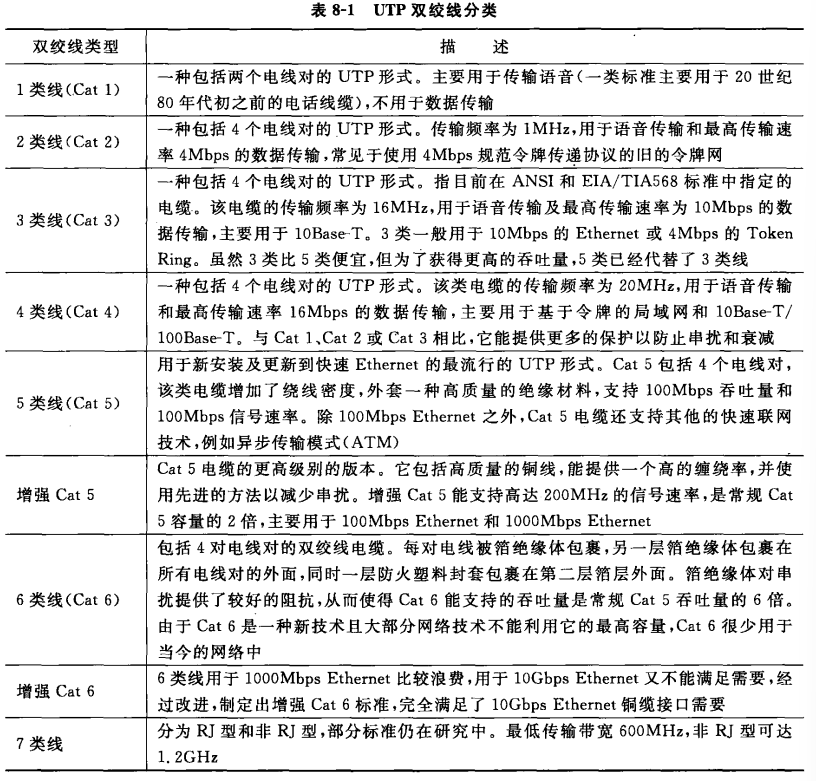 表 8-1 UTP 双绞线分类
双绞线类型 描 述
1 类线(Cat 1)
一种包括两个电线对的 UTP 形式。主要用于传输语音(一类标准主要用于 20 世纪
80 年代初之前的电话线缆),不用于数据传输
2 类线(Cat 2)
一种包括 4 个电线对的 UTP 形式。传输频率为 1MHz,用于语音传输和最高传输速
率 4Mbps 的数据传输,常见于使用 4Mbps 规范令牌传递协议的旧的令牌网
3 类线(Cat 3)
一种包括 4 个电线对的 UTP 形式。指目前在 ANSI 和 EIA/TIA568 标准中指定的
电缆。该电缆的传输频率为 16MHz,用于语音传输及最高传输速率为 10Mbps 的数
据传输,主要用于 10Base-T。3 类一般用于 10Mbps 的 Ethernet 或 4Mbps 的 Token
Ring。虽然 3 类比 5 类便宜,但为了获得更高的吞吐量,5 类已经代替了 3 类线
4 类线(Cat 4)
一种包括 4 个电线对的 UTP 形式。该类电缆的传输频率为 20MHz,用于语音传输
和最高传输速率 16Mbps 的数据传输,主要用于基于令牌的局域网和 10Base-T/
100Base-T。与 Cat 1、Cat 2 或 Cat 3 相比,它能提供更多的保护以防止串扰和衰减
5 类线(Cat 5)
用于新安装及更新到快速 Ethernet 的最流行的 UTP 形式。Cat 5 包括 4 个电线对,
该类电缆增加了绕线密度,外套一种高质量的绝缘材料,支持 100Mbps 吞吐量和
100Mbps 信号速率。除 100Mbps Ethernet 之外,Cat 5 电缆还支持其他的快速联网
技术,例如异步传输模式(ATM)
增强 Cat 5
Cat 5 电缆的更高级别的版本。它包括高质量的铜线,能提供一个高的缠绕率,并使
用先进的方法以减少串扰。增强 Cat 5 能支持高达 200MHz 的信号速率,是常规 Cat
5 容量的 2 倍,主要用于 100Mbps Ethernet 和 1000Mbps Ethernet
6 类线(Cat 6)
包括 4 对电线对的双绞线电缆。每对电线被箔绝缘体包裹,另一层箔绝缘体包裹在
所有电线对的外面,同时一层防火塑料封套包裹在第二层箔层外面。箔绝缘体对串
扰提供了较好的阻抗,从而使得 Cat 6 能支持的吞吐量是常规 Cat 5 吞吐量的 6 倍。
由于 Cat 6 是一种新技术且大部分网络技术不能利用它的最高容量,Cat 6 很少用于
当今的网络中
增强 Cat 6
6 类线用于 1000Mbps Ethernet 比较浪费,用于 10Gbps Ethernet 又不能满足需要,经
过改进,制定出增强 Cat 6 标准,完全满足了 10Gbps Ethernet 铜缆接口需要
7 类线
分为 RJ 型和非 RJ 型,部分标准仍在研究中。最低传输带宽 600MHz,非 RJ 型可达
1.2GHz